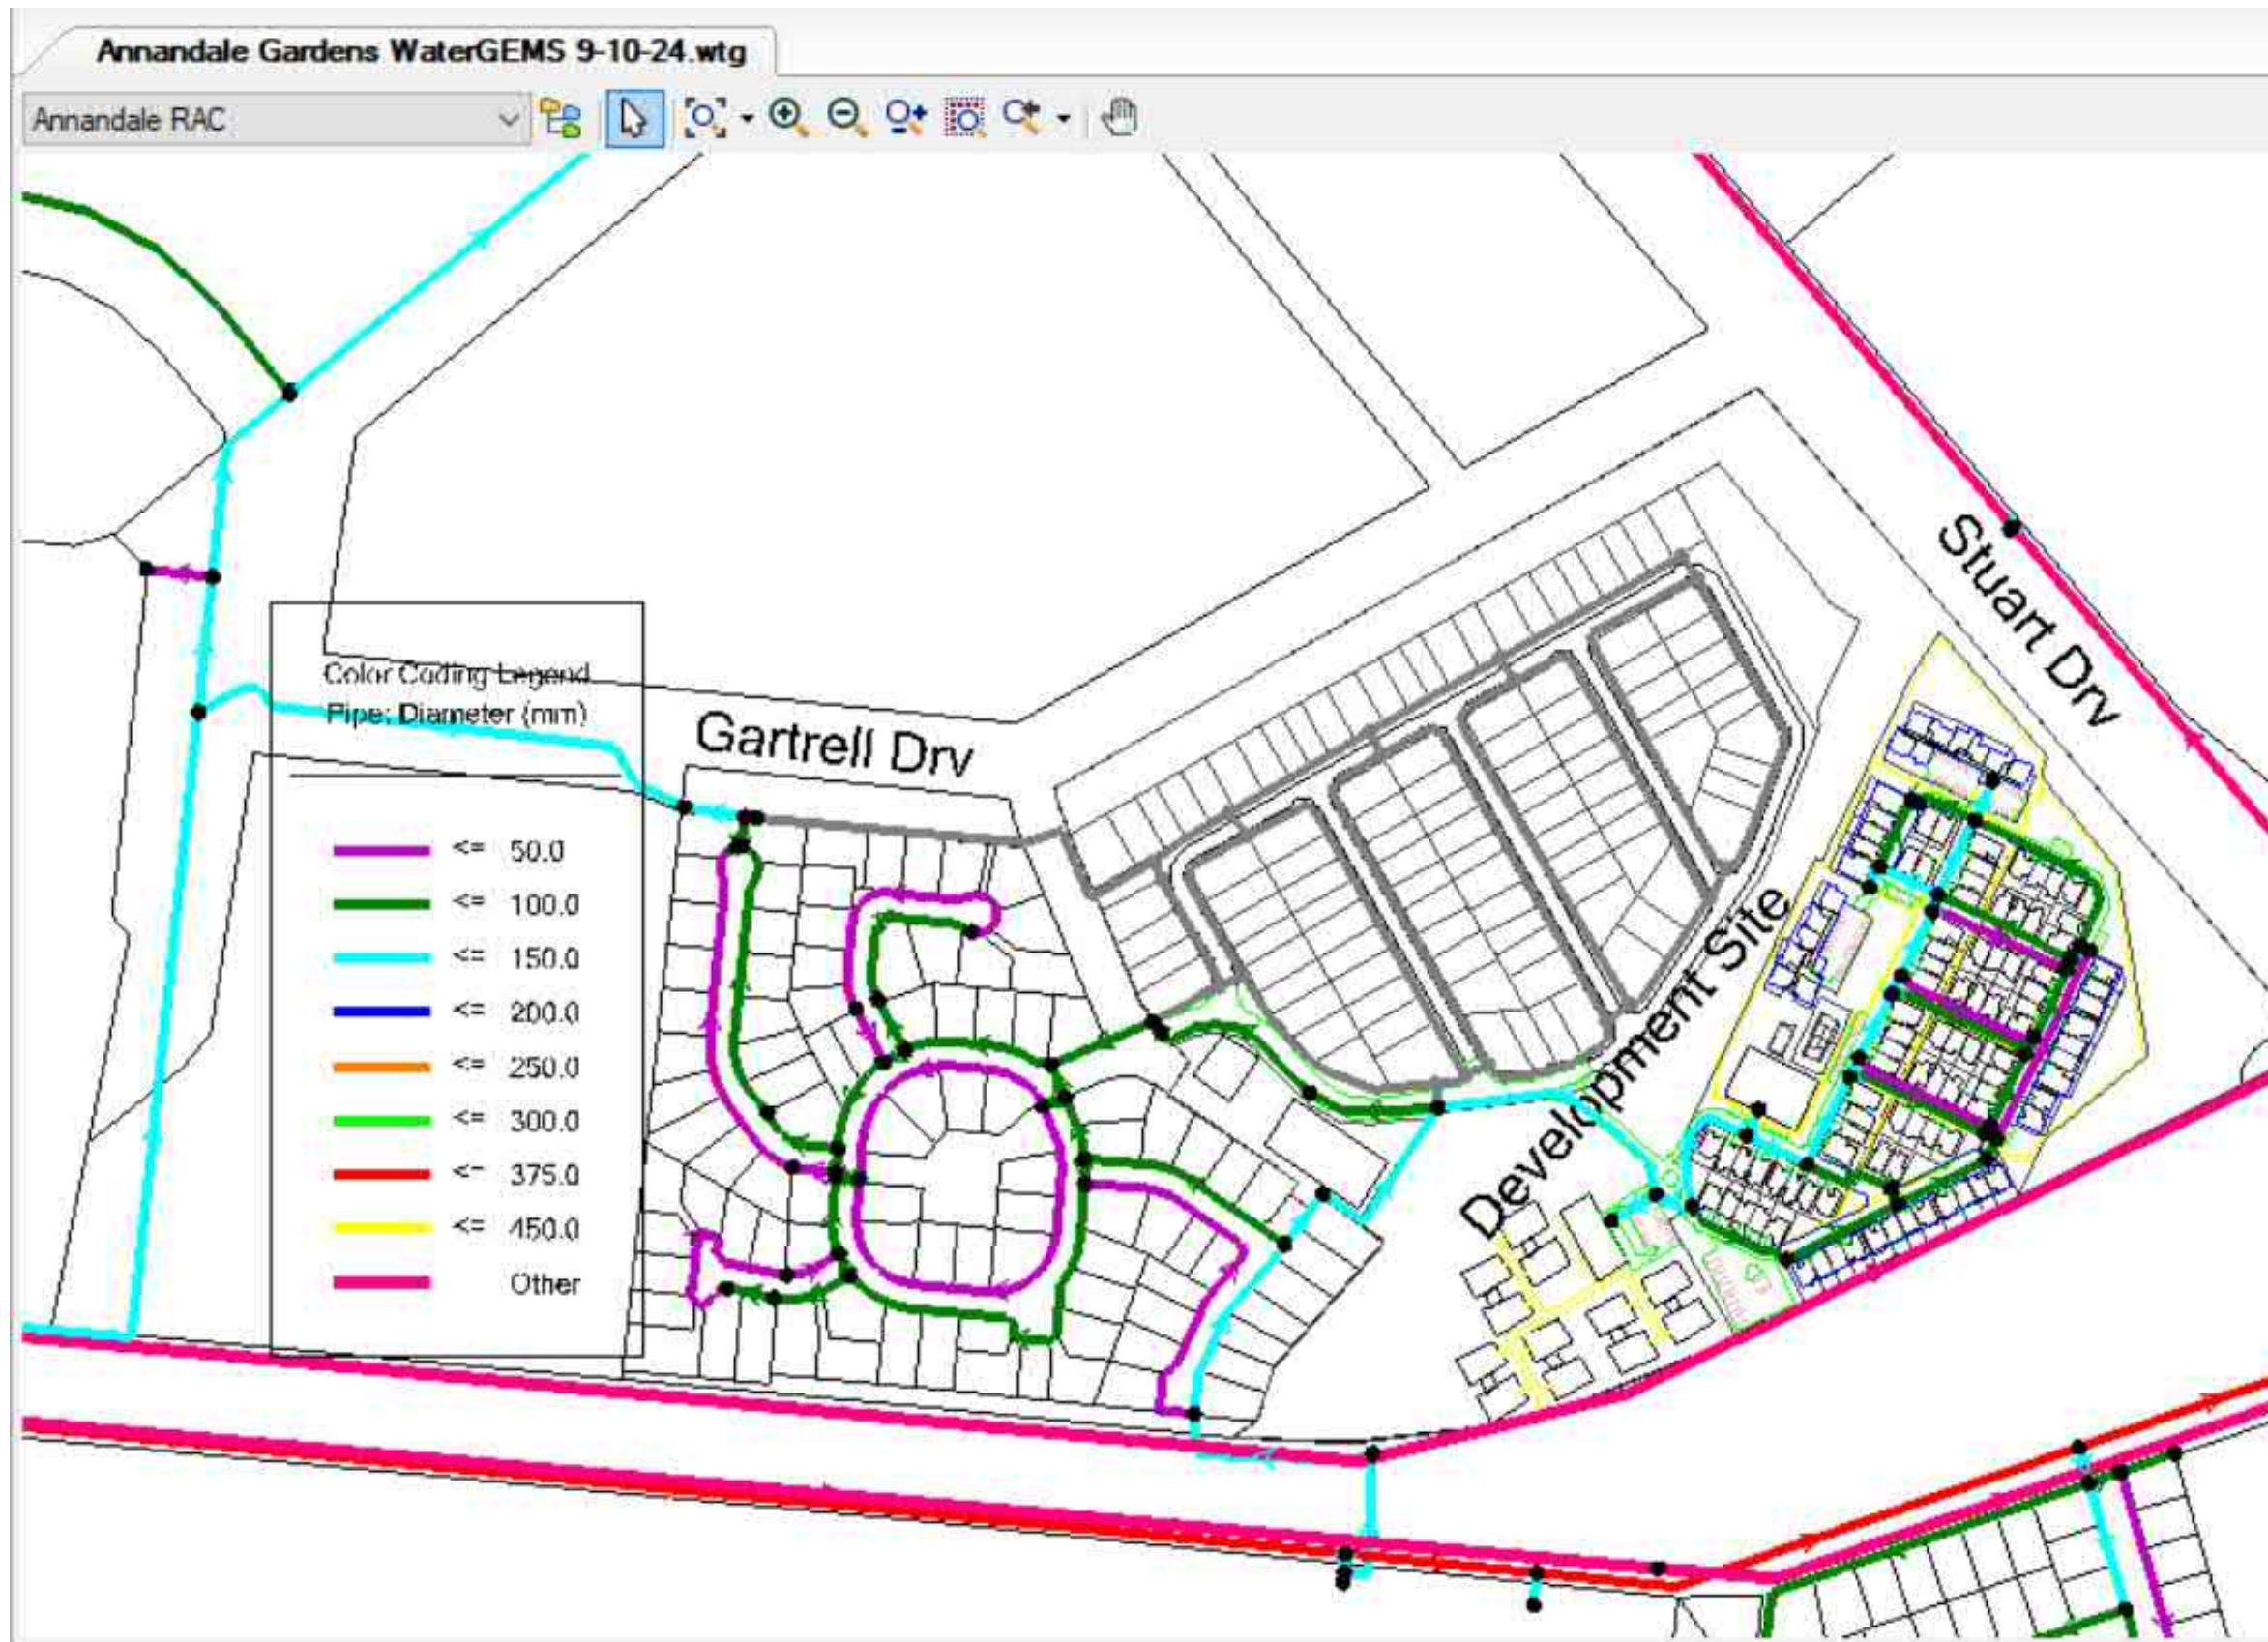 Annandale Gardens WaterGEMS 9-10-24.wtg
Annandale RAC
Stuart Drv
Color Coding Legend
Pipe: Diameter (mm)
Gartrell Drv
<= 50.0
<= 100.0
<= 150.0
<= 200.0
<= 250.0
<= 300.0
<= 375.0
<= 450.0
Other
Development Site